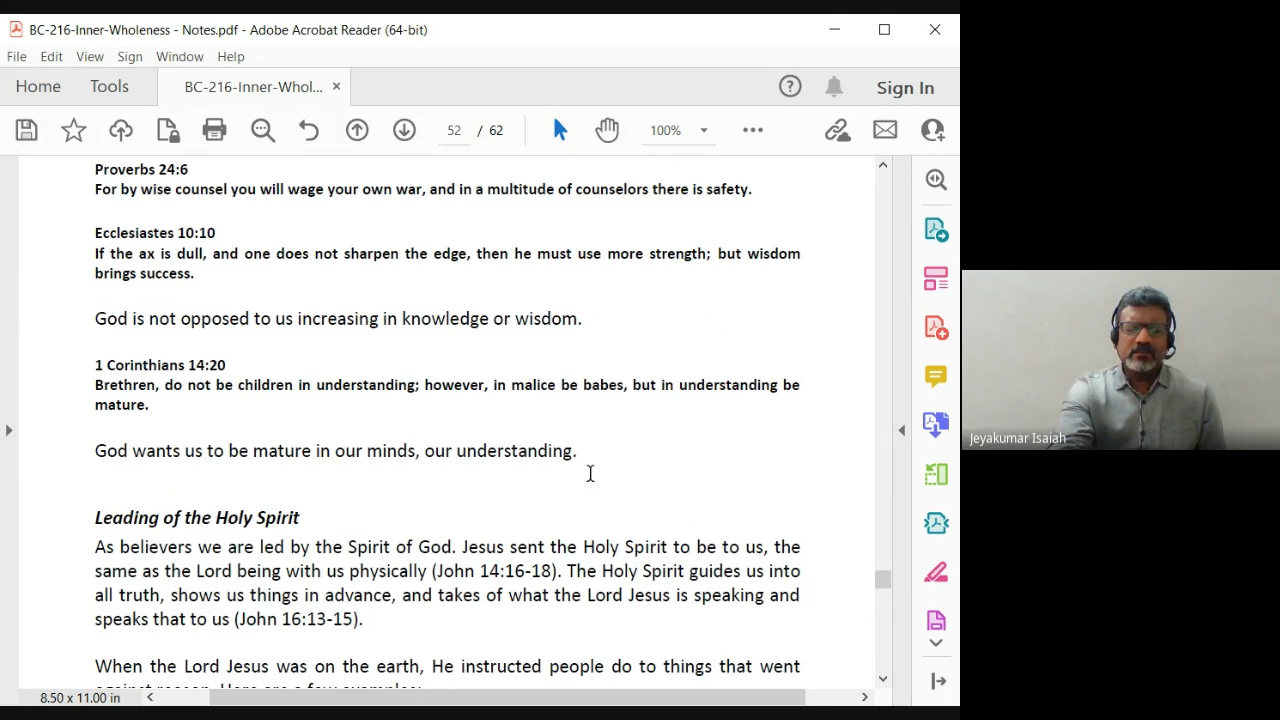 BC-216-Inner-Wholeness - Notes.pdf - Adobe Acrobat Reader (64-bit)
File Edit View Sign Window Help
Home Tools BC-216-Inner-Whol... × Sign In
52 / 62 100%
Proverbs 24:6
For by wise counsel you will wage your own war, and in a multitude of counselors there is safety.
Ecclesiastes 10:10
If the ax is dull, and one does not sharpen the edge, then he must use more strength; but wisdom
brings success.
God is not opposed to us increasing in knowledge or wisdom.
1 Corinthians 14:20
Brethren, do not be children in understanding; however, in malice be babes, but in understanding be
mature.
God wants us to be mature in our minds, our understanding.
Leading of the Holy Spirit
As believers we are led by the Spirit of God. Jesus sent the Holy Spirit to be to us, the
same as the Lord being with us physically (John 14:16-18). The Holy Spirit guides us into
all truth, shows us things in advance, and takes of what the Lord Jesus is speaking and
speaks that to us (John 16:13-15).
When the Lord Jesus was on the earth, He instructed people do to things that went
against reason. Here are a few examples:
8.50 x 11.00 in
Jeyakumar Isaiah